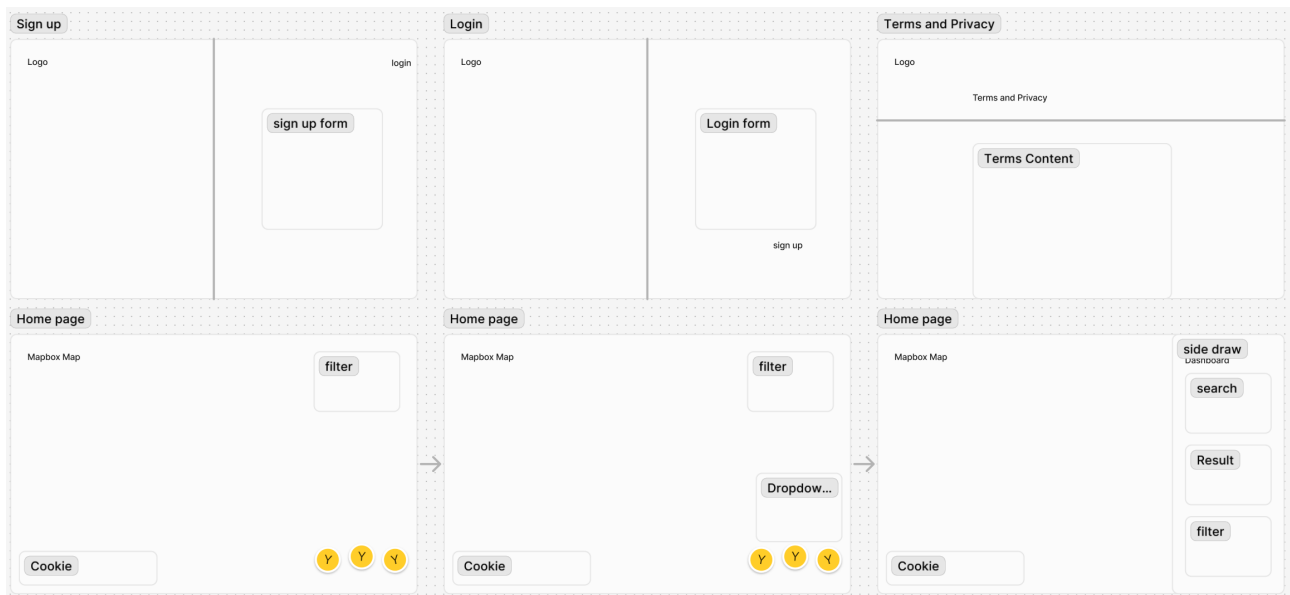 Sign up
Logo
login
sign up form
Login
Logo
Login form
sign up
Terms and Privacy
Logo
Terms and Privacy
Terms Content
Home page
Mapbox Map
filter
Cookie
Y
Y
Y
Home page
Mapbox Map
filter
Dropdow...
Cookie
Y
Y
Y
Home page
Mapbox Map
side draw
Dashboard
search
Result
filter
Cookie